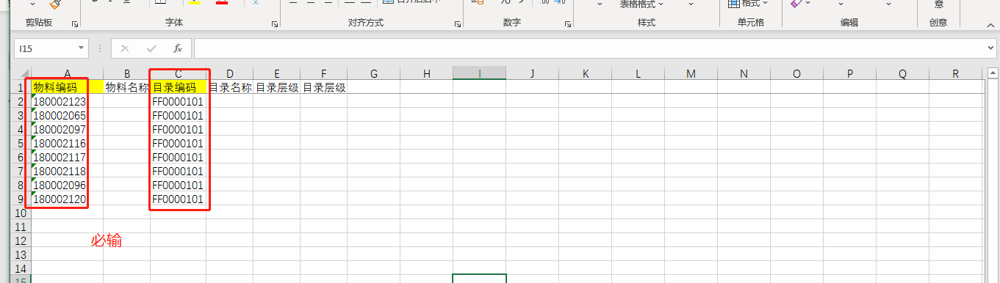 剪贴板 字体 对齐方式 数字 表格格式 样式 格式 单元格 编辑 意 创意
I15 fx
A B C D E F G H I J K L M N O P Q R
1 物料编码 物料名称 目录编码 目录名称 目录层级 目录层级
2 180002123 FF0000101
3 180002065 FF0000101
4 180002097 FF0000101
5 180002116 FF0000101
6 180002117 FF0000101
7 180002118 FF0000101
8 180002096 FF0000101
9 180002120 FF0000101
10
11
12 必输
13
14
15